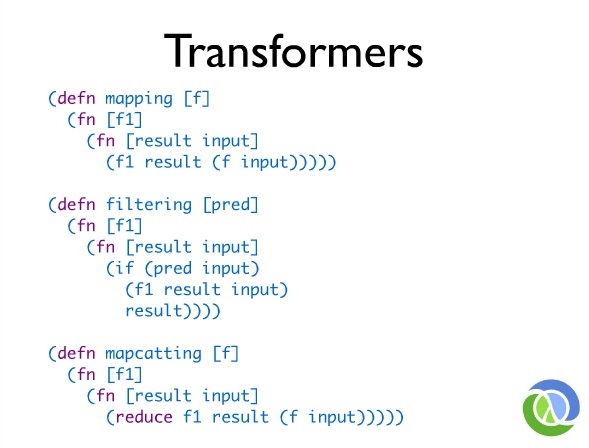 Transformers
(defn mapping [f]
  (fn [f1]
    (fn [result input]
      (f1 result (f input)))))
(defn filtering [pred]
  (fn [f1]
    (fn [result input]
      (if (pred input)
        (f1 result input)
        result))))
(defn mapcatting [f]
  (fn [f1]
    (fn [result input]
      (reduce f1 result (f input)))))